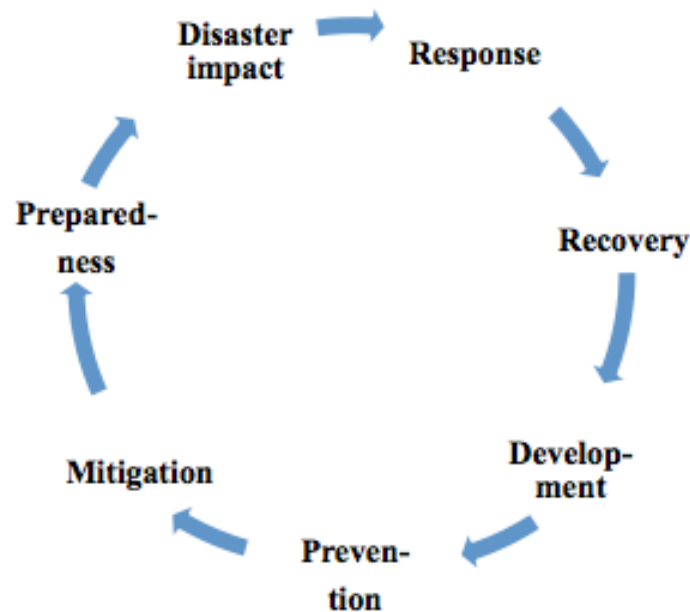 Disaster
impact
Response
Recovery
Develop-
ment
Preven-
tion
Mitigation
Prepared-
ness